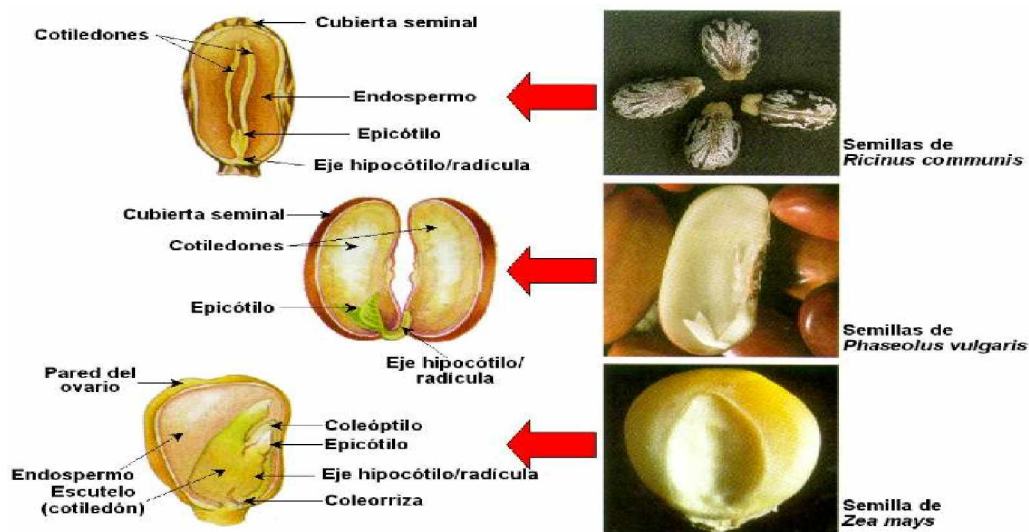 Cubierta seminal
Cotiledones
Endospermo
Epicótilo
Eje hipocótilo/radícula
Semillas de
Ricinus communis
Cubierta seminal
Cotiledones
Epicótilo
Eje hipocótilo/
radícula
Semillas de
Phaseolus vulgaris
Pared del
ovario
Coleóptilo
Epicótilo
Endospermo
Escutelo
(cotiledón)
Eje hipocótilo/radícula
Coleorriza
Semilla de
Zea mays